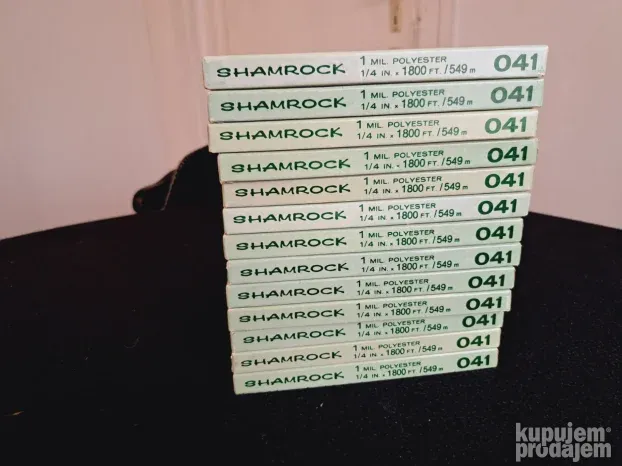 SHAMROCK 1 MIL. POLYESTER 041
1/4 IN. x 1800 FT. /549 m
SHAMROCK 1 MIL. POLYESTER 041
1/4 IN. x 1800 FT. /549 m
SHAMROCK 1 MIL. POLYESTER 041
1/4 IN. x 1800 FT. /549 m
SHAMROCK 1 MIL. POLYESTER 041
1/4 IN. x 1800 FT. /549 m
SHAMROCK 1 MIL. POLYESTER 041
1/4 IN. x 1800 FT. /549 m
SHAMROCK 1 MIL. POLYESTER 041
1/4 IN. x 1800 FT. /549 m
SHAMROCK 1 MIL. POLYESTER 041
1/4 IN. x 1800 FT. /549 m
SHAMROCK 1 MIL. POLYESTER 041
1/4 IN. x 1800 FT. /549 m
SHAMROCK 1 MIL. POLYESTER 041
1/4 IN. x 1800 FT. /549 m
SHAMROCK 1 MIL. POLYESTER 041
1/4 IN. x 1800 FT. /549 m
SHAMROCK 1 MIL. POLYESTER 041
1/4 IN. x 1800 FT. /549 m
SHAMROCK 1 MIL. POLYESTER 041
1/4 IN. x 1800 FT. /549 m
SHAMROCK 1 MIL. POLYESTER 041
1/4 IN. x 1800 FT. /549 m
kupujem
prodajem